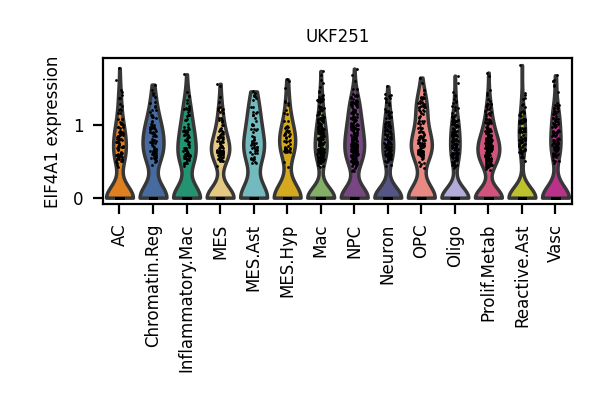 UKF251
EIF4A1 expression
1
0
AC
Chromatin.Reg
Inflammatory.Mac
MES
MES.Ast
MES.Hyp
Mac
NPC
Neuron
OPC
Oligo
Prolif.Metab
Reactive.Ast
Vasc